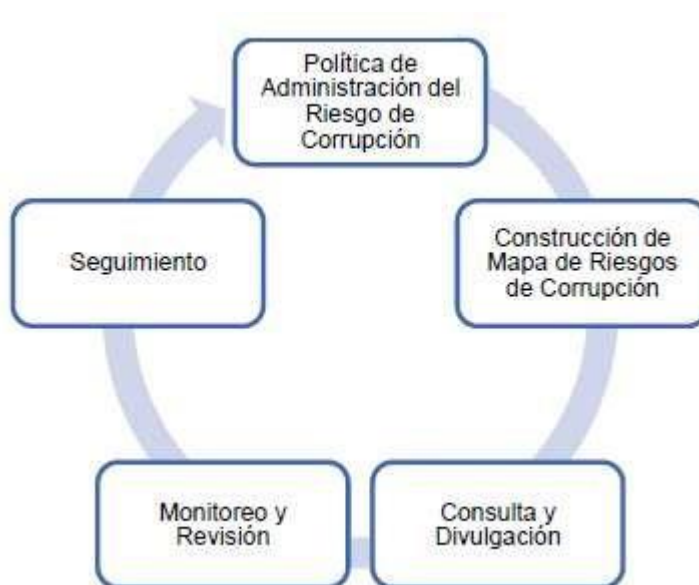 Política de
Administración del
Riesgo de
Corrupción
Construcción de
Mapa de Riesgos
de Corrupción
Consulta y
Divulgación
Monitoreo y
Revisión
Seguimiento